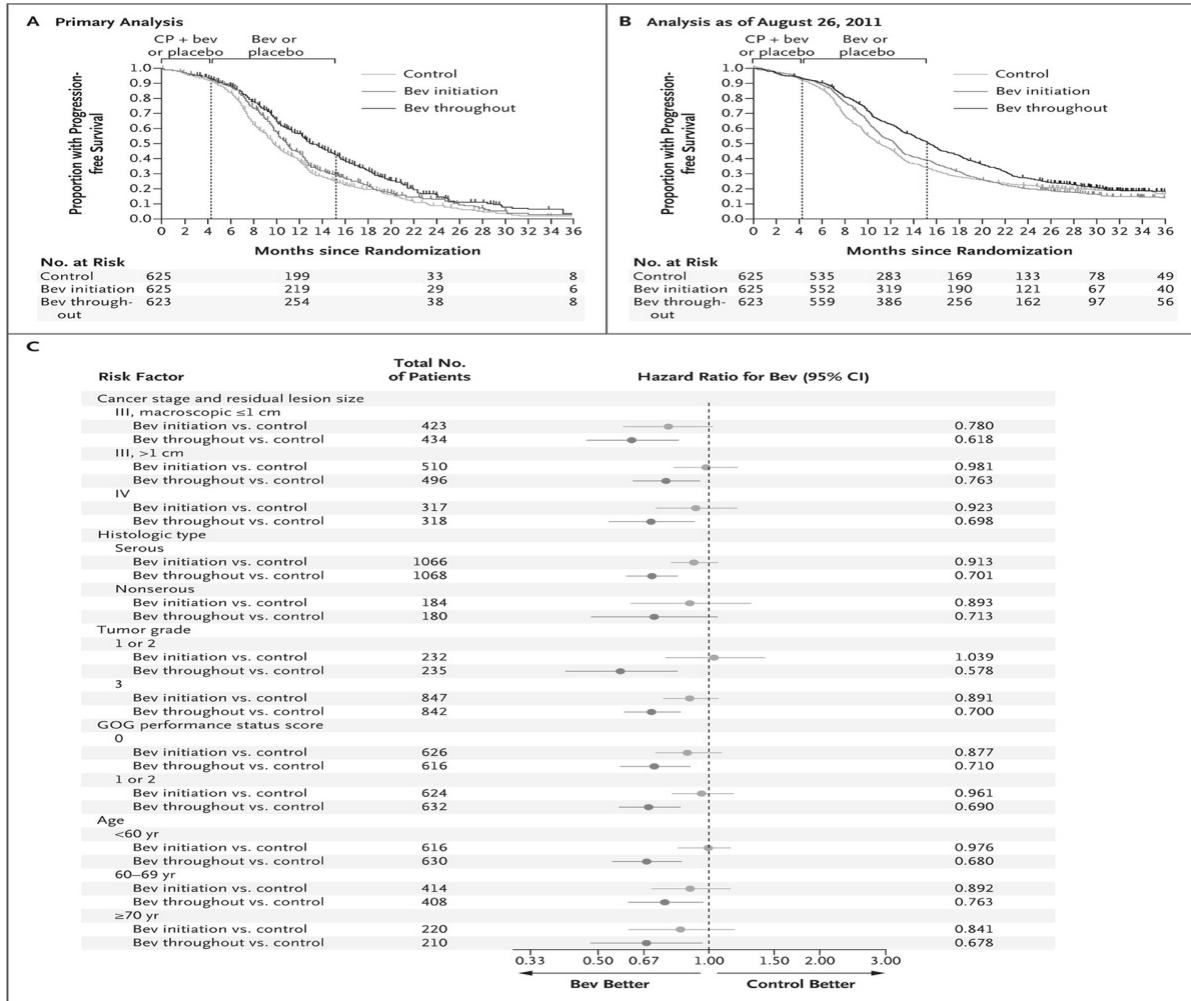 A Primary Analysis
CP + bev or placebo
Bev or placebo
Proportion with Progression-free Survival
1.0
0.9
0.8
0.7
0.6
0.5
0.4
0.3
0.2
0.1
0.0
Control
Bev initiation
Bev throughout
0 2 4 6 8 10 12 14 16 18 20 22 24 26 28 30 32 34 36
Months since Randomization
No. at Risk
Control 625 199 33 8
Bev initiation 625 219 29 6
Bev through-out 623 254 38 8
B Analysis as of August 26, 2011
CP + bev or placebo
Bev or placebo
Proportion with Progression-free Survival
1.0
0.9
0.8
0.7
0.6
0.5
0.4
0.3
0.2
0.1
0.0
Control
Bev initiation
Bev throughout
0 2 4 6 8 10 12 14 16 18 20 22 24 26 28 30 32 34 36
Months since Randomization
No. at Risk
Control 625 535 283 169 133 78 49
Bev initiation 625 552 319 190 121 67 40
Bev through-out 623 559 386 256 162 97 56
C
Risk Factor Total No. of Patients Hazard Ratio for Bev (95% CI)
Cancer stage and residual lesion size
III, macroscopic ≤1 cm
Bev initiation vs. control 423 0.780
Bev throughout vs. control 434 0.618
III, >1 cm
Bev initiation vs. control 510 0.981
Bev throughout vs. control 496 0.763
IV
Bev initiation vs. control 317 0.923
Bev throughout vs. control 318 0.698
Histologic type
Serous
Bev initiation vs. control 1066 0.913
Bev throughout vs. control 1068 0.701
Nonserous
Bev initiation vs. control 184 0.893
Bev throughout vs. control 180 0.713
Tumor grade
1 or 2
Bev initiation vs. control 232 1.039
Bev throughout vs. control 235 0.578
3
Bev initiation vs. control 847 0.891
Bev throughout vs. control 842 0.700
GOG performance status score
0
Bev initiation vs. control 626 0.877
Bev throughout vs. control 616 0.710
1 or 2
Bev initiation vs. control 624 0.961
Bev throughout vs. control 632 0.690
Age
<60 yr
Bev initiation vs. control 616 0.976
Bev throughout vs. control 630 0.680
60–69 yr
Bev initiation vs. control 414 0.892
Bev throughout vs. control 408 0.763
≥70 yr
Bev initiation vs. control 220 0.841
Bev throughout vs. control 210 0.678
0.33 0.50 0.67 1.00 1.50 2.00 3.00
Bev Better Control Better